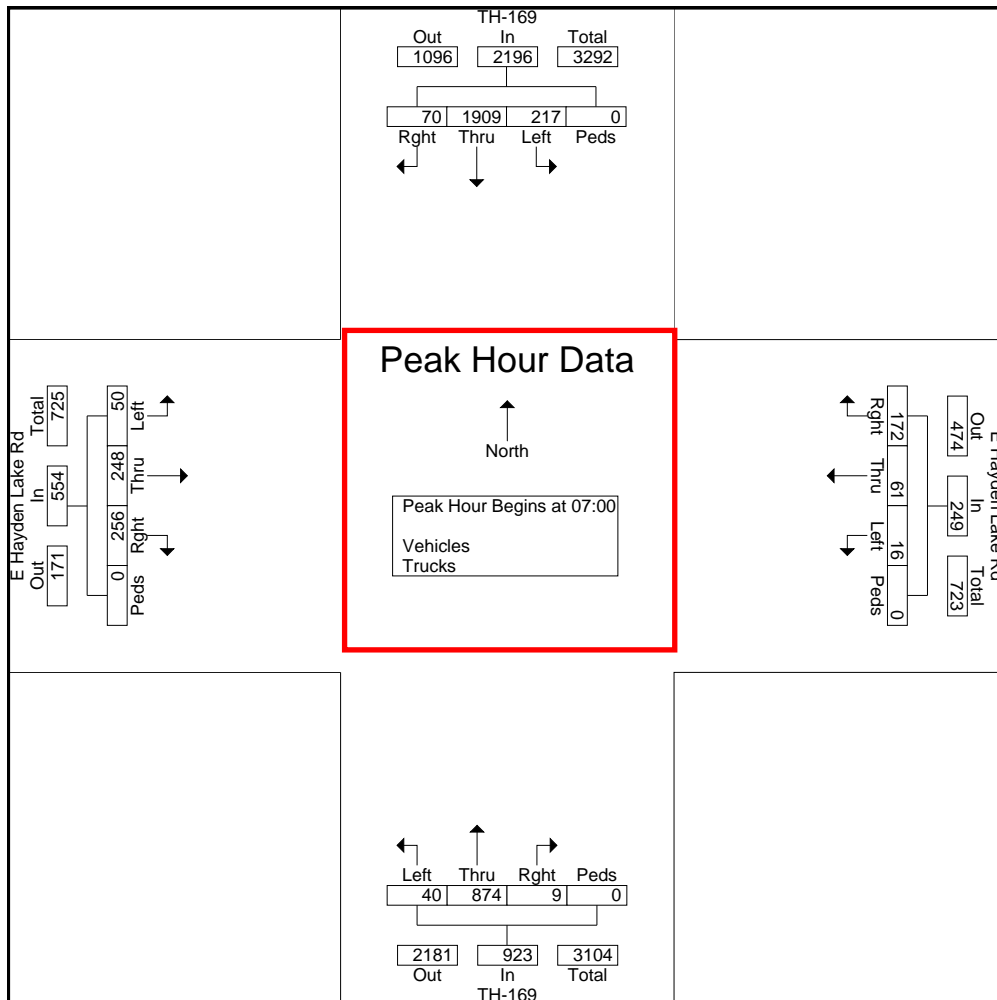 TH-169
Out In Total
1096 2196 3292
70 1909 217 0
Rght Thru Left Peds
Peak Hour Data
North
Peak Hour Begins at 07:00
Vehicles
Trucks
E Hayden Lake Rd
Out In Total
171 554 725
50 248 256 0
Left Thru Rght Peds
E Hayden Lake Rd
Out In Total
474 249 723
172 61 16 0
Rght Thru Left Peds
Left Thru Rght Peds
40 874 9 0
2181 923 3104
Out In Total
TH-169